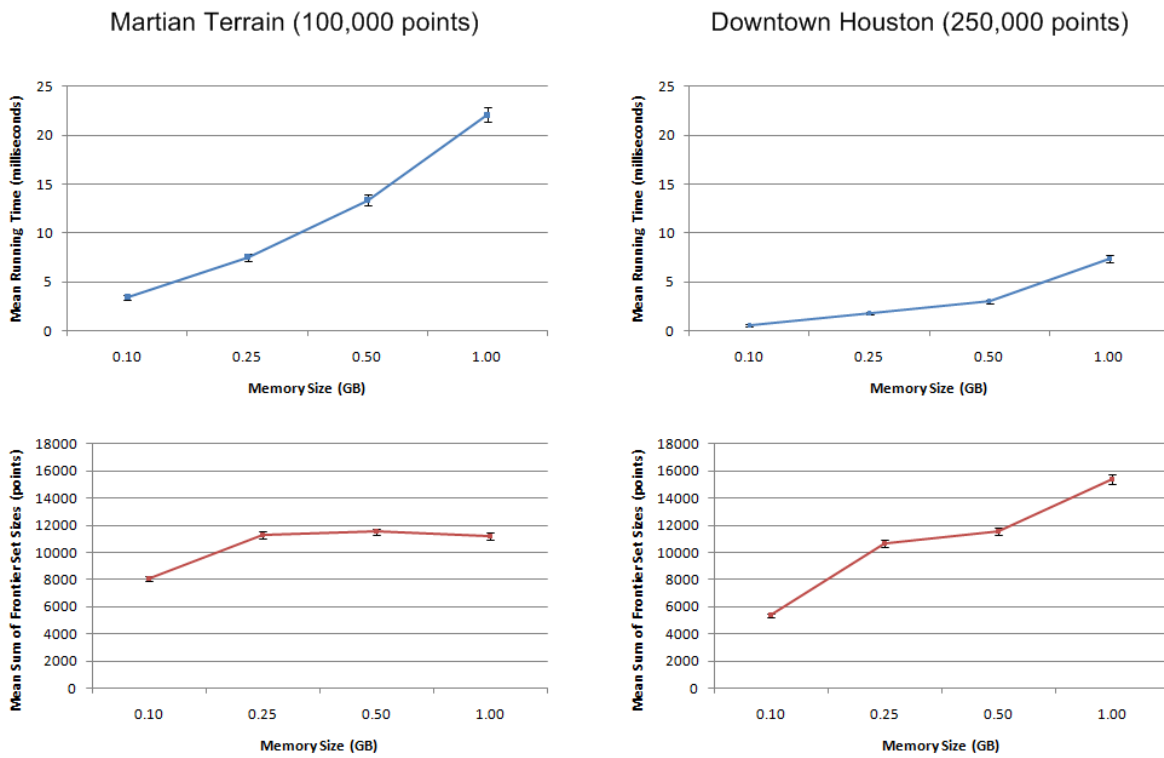 Martian Terrain (100,000 points)
Downtown Houston (250,000 points)
Mean Running Time (milliseconds)
25
20
15
10
5
0
0.10 0.25 0.50 1.00
Memory Size (GB)
Mean Running Time (milliseconds)
25
20
15
10
5
0
0.10 0.25 0.50 1.00
Memory Size (GB)
Mean Sum of Frontier Set Sizes (points)
18000
16000
14000
12000
10000
8000
6000
4000
2000
0
0.10 0.25 0.50 1.00
Memory Size (GB)
Mean Sum of Frontier Set Sizes (points)
18000
16000
14000
12000
10000
8000
6000
4000
2000
0
0.10 0.25 0.50 1.00
Memory Size (GB)